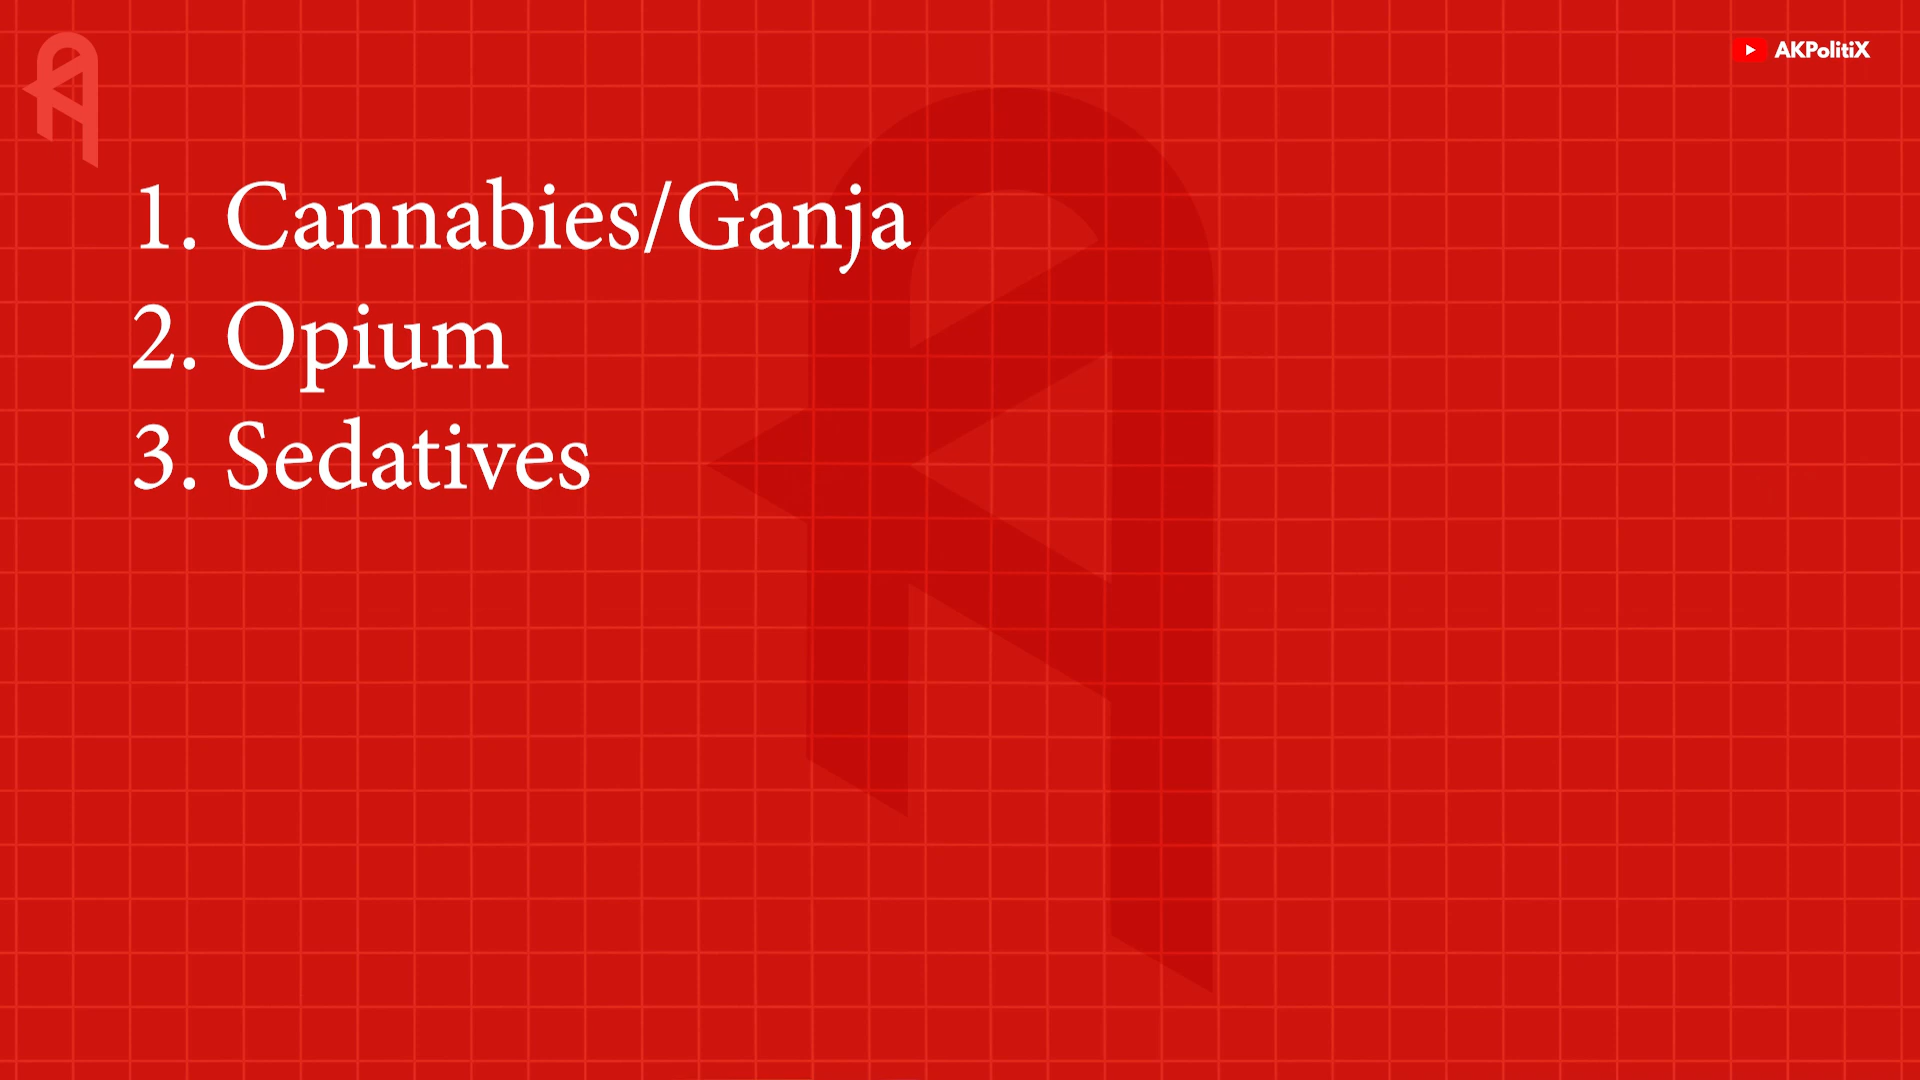 AKPolitiX
1. Cannabies/Ganja
2. Opium
3. Sedatives